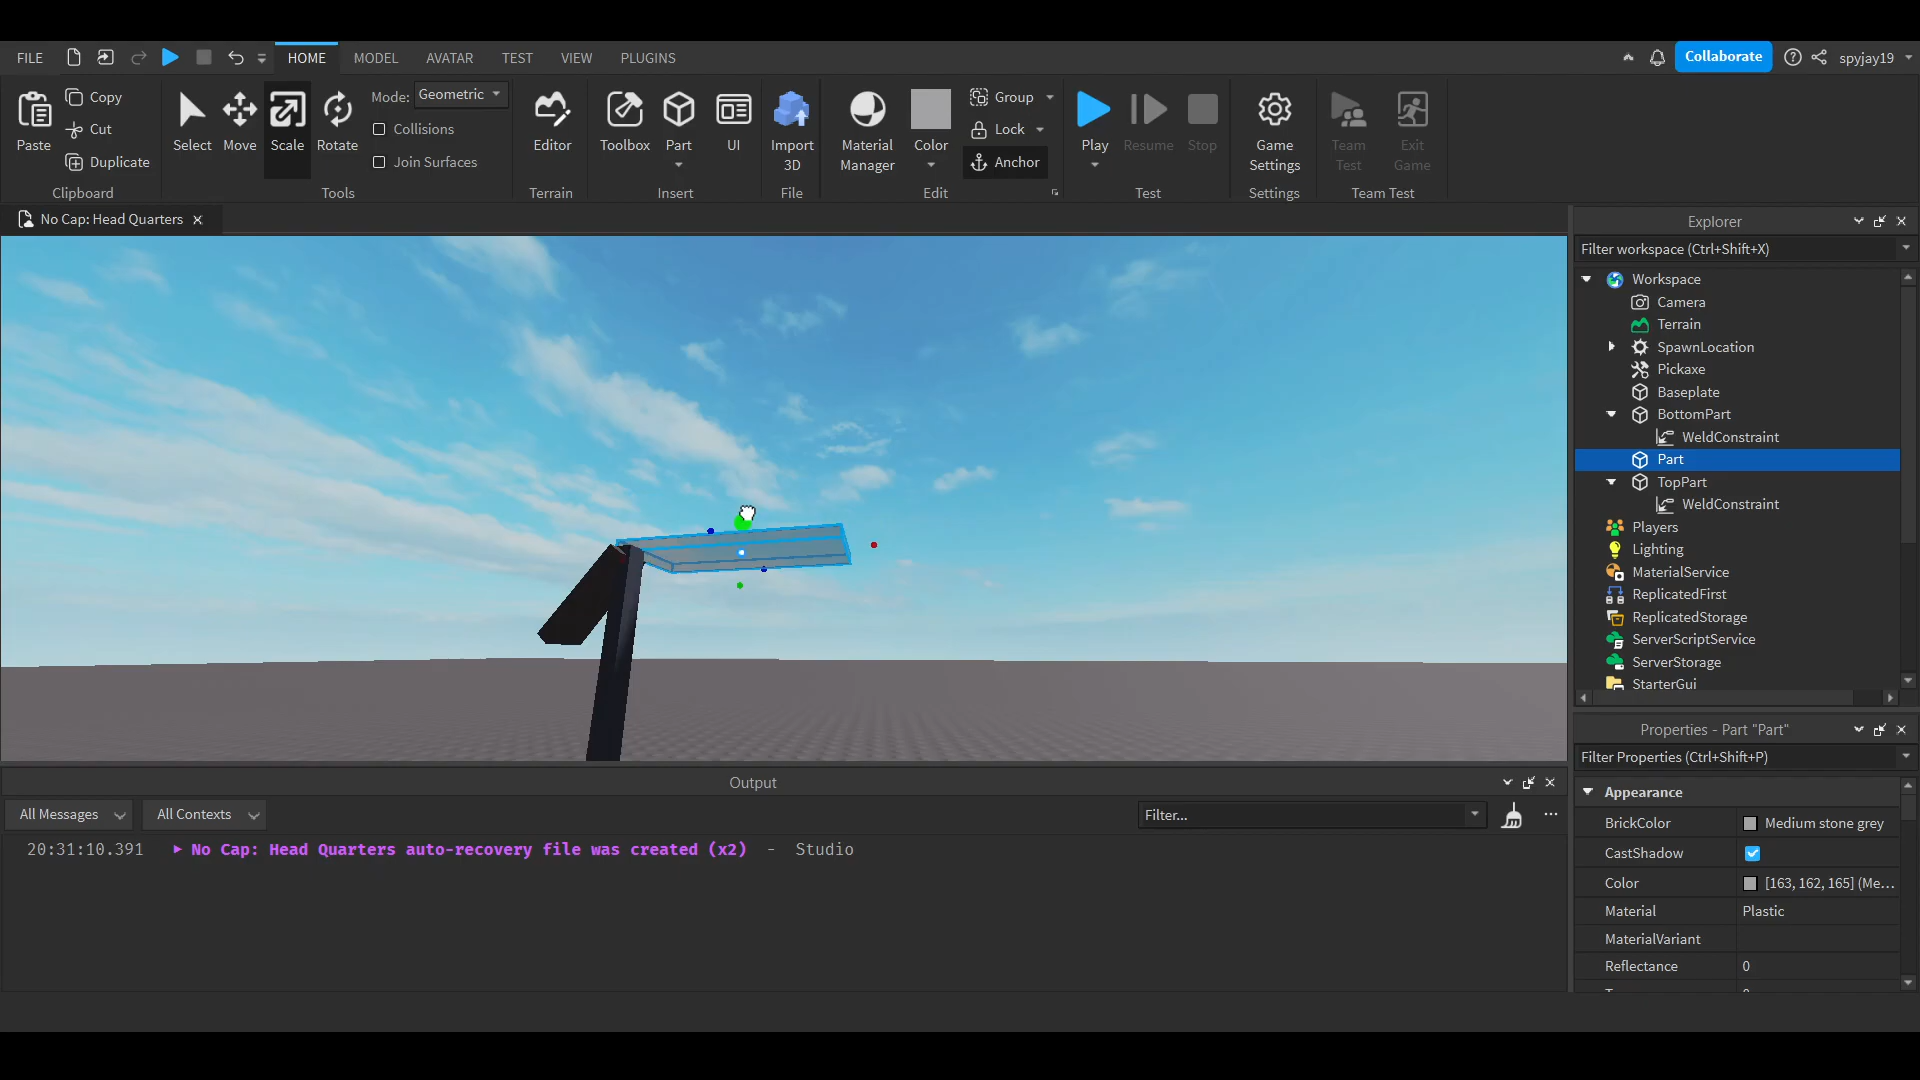 FILE
HOME
MODEL
AVATAR
TEST
VIEW
PLUGINS
Collaborate
spyjay19
Paste
Copy
Cut
Duplicate
Clipboard
Select
Move
Scale
Rotate
Mode: Geometric
Collisions
Join Surfaces
Tools
Editor
Terrain
Toolbox
Part
UI
Insert
Import
3D
File
Material
Manager
Color
Group
Lock
Anchor
Edit
Play
Resume
Stop
Test
Game
Settings
Settings
Team
Test
Exit
Game
Team Test
No Cap: Head Quarters
Explorer
Filter workspace (Ctrl+Shift+X)
Workspace
Camera
Terrain
SpawnLocation
Pickaxe
Baseplate
BottomPart
WeldConstraint
Part
TopPart
WeldConstraint
Players
Lighting
MaterialService
ReplicatedFirst
ReplicatedStorage
ServerScriptService
ServerStorage
StarterGui
Properties - Part "Part"
Filter Properties (Ctrl+Shift+P)
Appearance
BrickColor Medium stone grey
CastShadow
Color [163, 162, 165] (Me...
Material Plastic
MaterialVariant
Reflectance 0
Output
All Messages
All Contexts
Filter...
20:31:10.391 No Cap: Head Quarters auto-recovery file was created (x2) - Studio